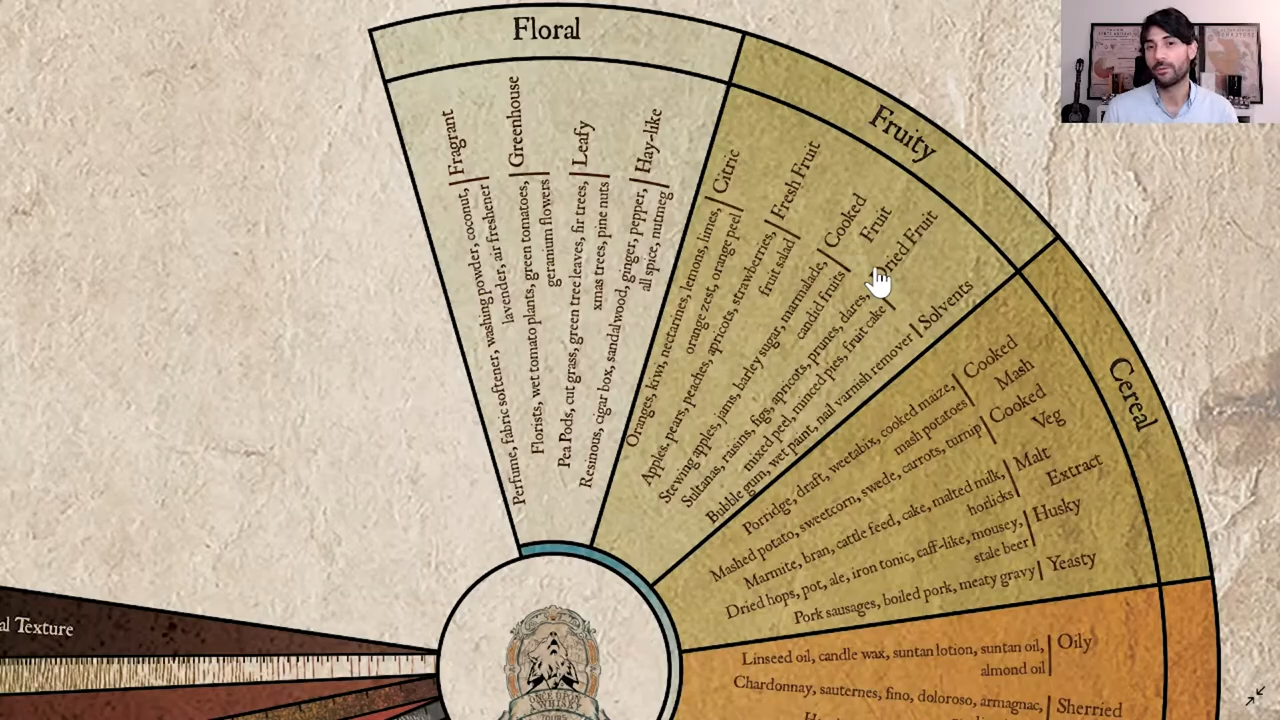 Floral
Fragrant
Perfume, fabric softener, washing powder, coconut,
lavender, air freshener
Greenhouse
Florists, wet tomato plants, green tomatoes,
geranium flowers
Leafy
Pea Pods, cut grass, green tree leaves, fir trees,
xmas trees, pine nuts
Hay-like
Resinous, cigar box, sandalwood, ginger, pepper,
all spice, nutmeg
Fruity
Citric
Oranges, kiwi, nectarines, lemons, limes,
orange zest, orange peel
Fresh Fruit
Apples, pears, peaches, apricots, strawberries,
fruit salad
Cooked
Fruit
Stewing apples, jams, barley sugar, marmalade,
candid fruits
Dried Fruit
Sultanas, raisins, figs, apricots, prunes, dares,
mixed peel, minced pies, fruit cake
Solvents
Bubble gum, wet paint, nail varnish remover
Cereal
Cooked
Mash
Porridge, draft, weetabix, cooked maize,
mash potatoes
Cooked
Veg
Mashed potato, sweetcorn, swede, carrots, turnip
Malt
Extract
Marmite, bran, cattle feed, cake, malted milk,
horlicks
Husky
Dried hops, pot, ale, iron tonic, caff-like, mousey,
stale beer
Yeasty
Pork sausages, boiled pork, meaty gravy
Oily
Linseed oil, candle wax, suntan lotion, suntan oil,
almond oil
Sherried
Chardonnay, sauternes, fino, doloroso, armagnac,
al Texture
ONCE UPON
WHISKY